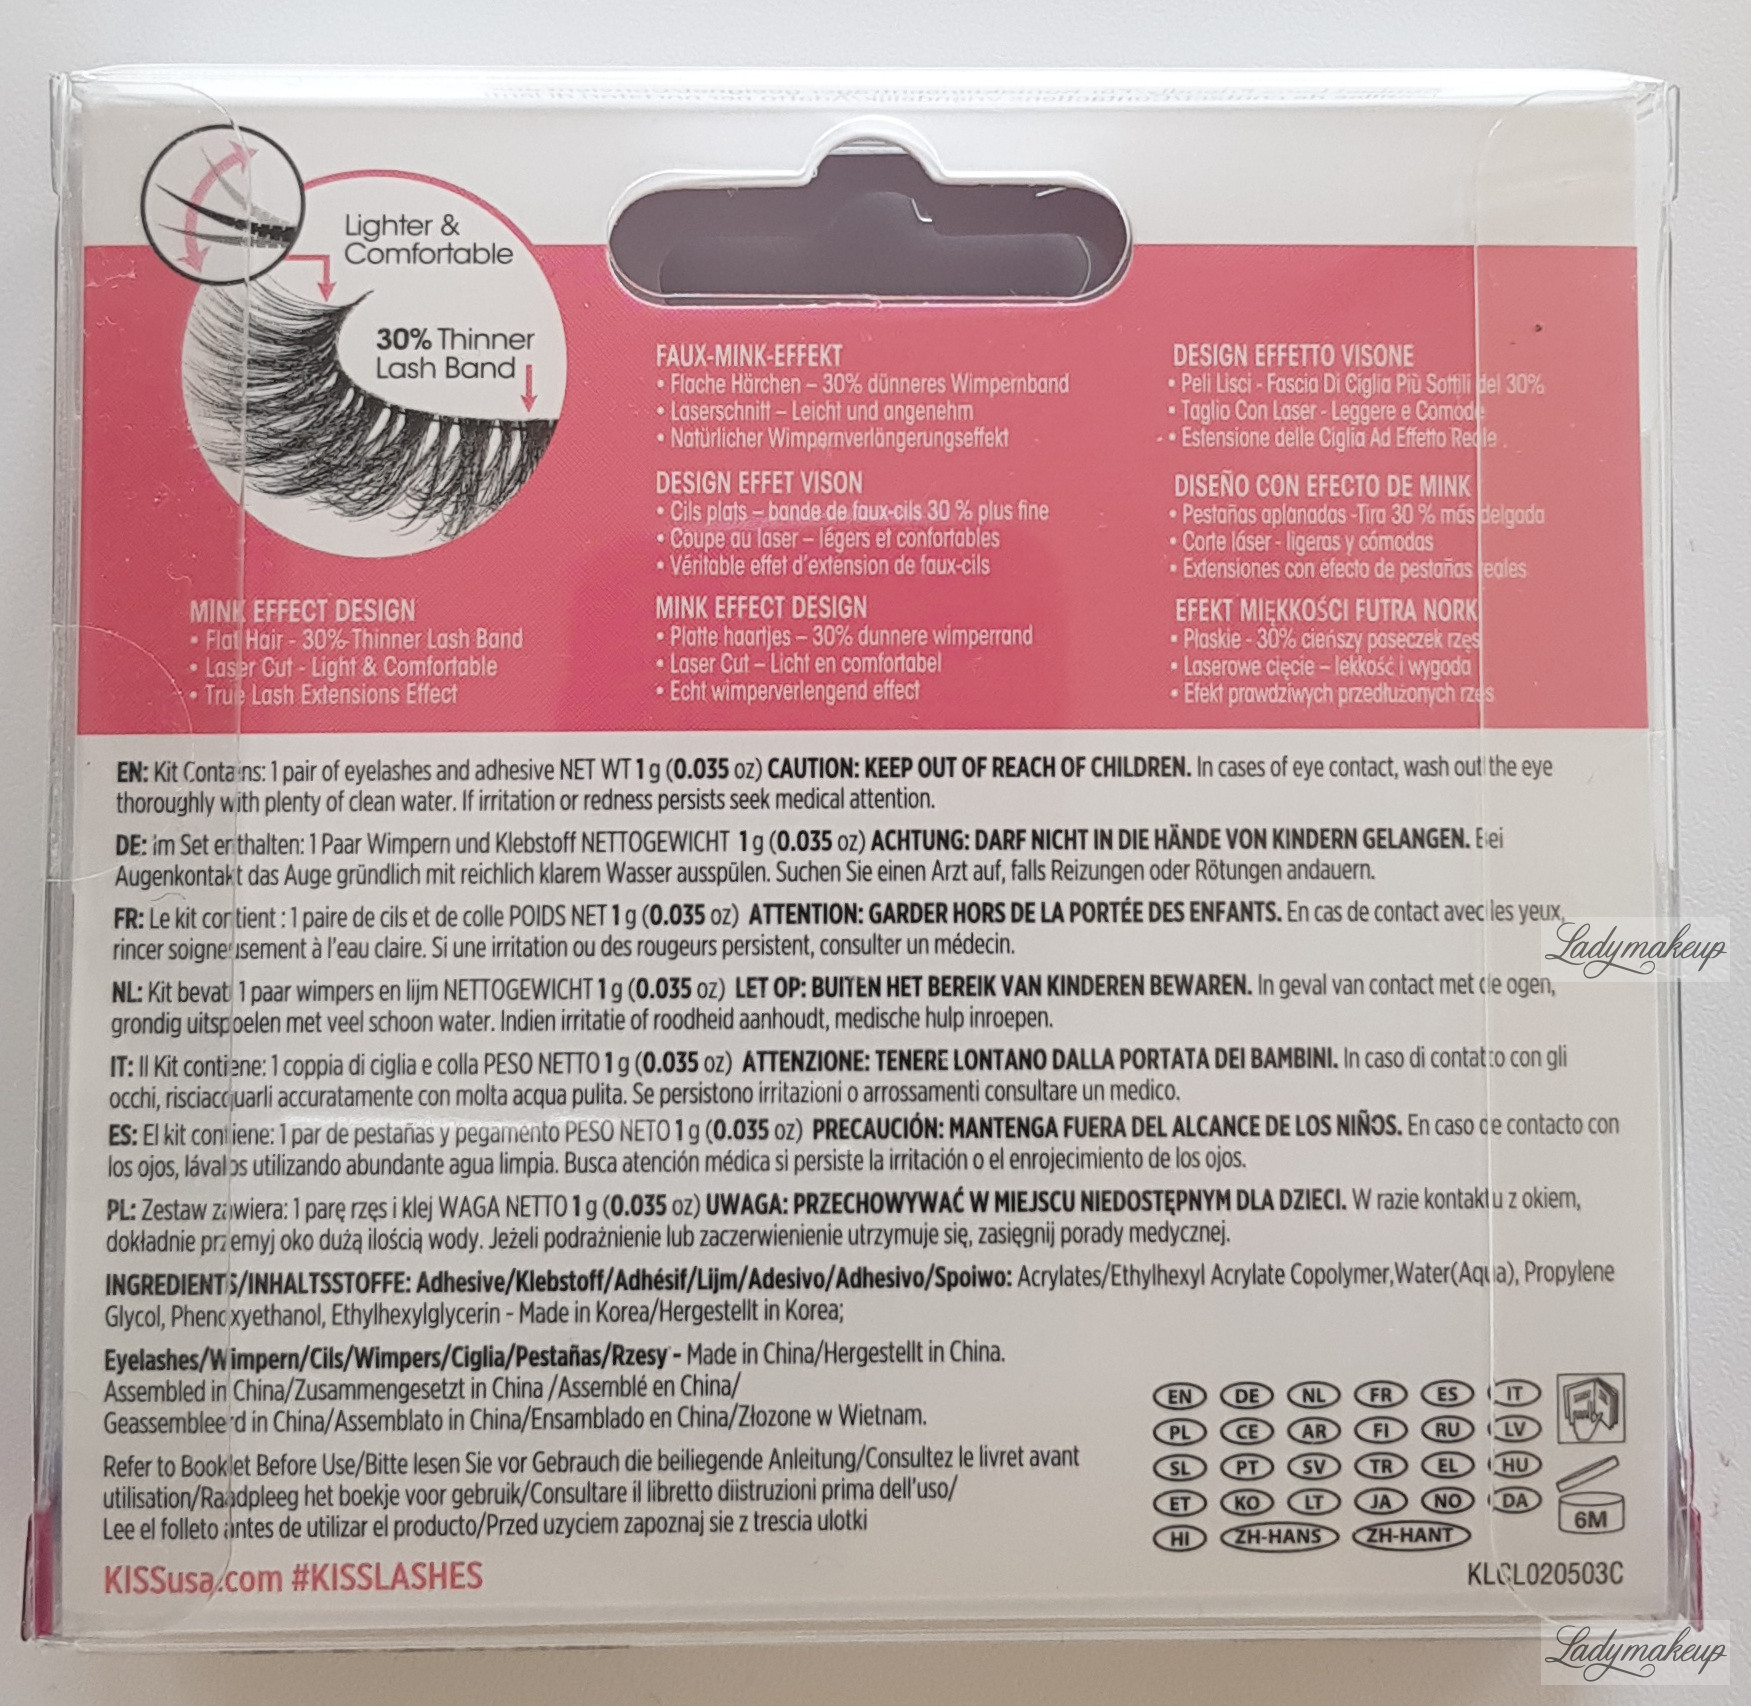 Lighter &
Comfortable
30% Thinner
Lash Band
MINK EFFECT DESIGN
• Flat Hair - 30% Thinner Lash Band
• Laser Cut - Light & Comfortable
• True Lash Extensions Effect
FAUX-MINK-EFFEKT
• Flache Härchen – 30% dünneres Wimpernband
• Laserschnitt – Leicht und angenehm
• Natürlicher Wimpernverlängerungseffekt
DESIGN EFFET VISON
• Cils plats – bande de faux-cils 30 % plus fine
• Coupe au laser – légers et confortables
• Véritable effet d'extension de faux-cils
MINK EFFECT DESIGN
• Platte haartjes – 30% dunnere wimperrand
• Laser Cut – Licht en comfortabel
• Echt wimperverlengend effect
DESIGN EFFETTO VISONE
• Peli Lisci - Fascia Di Ciglia Più Sottili del 30%
• Taglio Con Laser - Leggere e Comode
• Estensione delle Ciglia Ad Effetto Reale
DISEÑO CON EFECTO DE MINK
• Pestañas aplanadas -Tira 30 % más delgada
• Corte láser - ligeras y cómodas
• Extensiones con efecto de pestañas reales
EFEKT MIĘKKOŚCI FUTRA NORK
• Płaskie - 30% cieńszy paseczek rzęs
• Laserowe cięcie – lekkość i wygoda
• Efekt prawdziwych przedłużonych rzęs
EN: Kit Contains: 1 pair of eyelashes and adhesive NET WT 1 g (0.035 oz) CAUTION: KEEP OUT OF REACH OF CHILDREN. In cases of eye contact, wash out the eye
thoroughly with plenty of clean water. If irritation or redness persists seek medical attention.
DE: im Set enthalten: 1 Paar Wimpern und Klebstoff NETTOGEWICHT 1 g (0.035 oz) ACHTUNG: DARF NICHT IN DIE HÄNDE VON KINDERN GELANGEN. Bei
Augenkontakt das Auge gründlich mit reichlich klarem Wasser ausspülen. Suchen Sie einen Arzt auf, falls Reizungen oder Rötungen andauern.
FR: Le kit contient : 1 paire de cils et de colle POIDS NET 1 g (0.035 oz) ATTENTION: GARDER HORS DE LA PORTÉE DES ENFANTS. En cas de contact avec les yeux,
rincer soigneusement à l'eau claire. Si une irritation ou des rougeurs persistent, consulter un médecin.
NL: Kit bevat 1 paar wimpers en lijm NETTOGEWICHT 1 g (0.035 oz) LET OP: BUITEN HET BEREIK VAN KINDEREN BEWAREN. In geval van contact met de ogen,
grondig uitspoelen met veel schoon water. Indien irritatie of roodheid aanhoudt, medische hulp inroepen.
IT: Il Kit contiene: 1 coppia di ciglia e colla PESO NETTO 1 g (0.035 oz) ATTENZIONE: TENERE LONTANO DALLA PORTATA DEI BAMBINI. In caso di contatto con gli
occhi, risciacquarli accuratamente con molta acqua pulita. Se persistono irritazioni o arrossamenti consultare un medico.
ES: El kit contiene: 1 par de pestañas y pegamento PESO NETO 1 g (0.035 oz) PRECAUCIÓN: MANTENGA FUERA DEL ALCANCE DE LOS NIÑOS. En caso de contacto con
los ojos, lávalos utilizando abundante agua limpia. Busca atención médica si persiste la irritación o el enrojecimiento de los ojos.
PL: Zestaw zawiera: 1 parę rzęs i klej WAGA NETTO 1 g (0.035 oz) UWAGA: PRZECHOWYWAĆ W MIEJSCU NIEDOSTĘPNYM DLA DZIECI. W razie kontaktu z okiem,
dokładnie przemyj oko dużą ilością wody. Jeżeli podrażnienie lub zaczerwienienie utrzymuje się, zasięgnij porady medycznej.
INGREDIENTS/INHALTSSTOFFE: Adhesive/Klebstoff/Adhésif/Lijm/Adesivo/Adhesivo/Spoiwo: Acrylates/Ethylhexyl Acrylate Copolymer,Water(Aqua), Propylene
Glycol, Phenoxyethanol, Ethylhexylglycerin - Made in Korea/Hergestellt in Korea;
Eyelashes/Wimpern/Cils/Wimpers/Ciglia/Pestañas/Rzesy - Made in China/Hergestellt in China.
Assembled in China/Zusammengesetzt in China /Assemblé en China/
Geassembleerd in China/Assemblato in China/Ensamblado en China/Złozone w Wietnam.
Refer to Booklet Before Use/Bitte lesen Sie vor Gebrauch die beiliegende Anleitung/Consultez le livret avant
utilisation/Raadpleeg het boekje voor gebruik/Consultare il libretto diistruzioni prima dell'uso/
Lee el folleto antes de utilizar el producto/Przed uzyciem zapoznaj sie z trescia ulotki
KISSusa.com #KISSLASHES
EN DE NL FR ES IT
PL CE AR FI RU LV
SL PT SV TR EL HU
ET KO LT JA NO DA
HI ZH-HANS ZH-HANT
6M
KLCL020503C
Ladymakeup
Ladymakeup